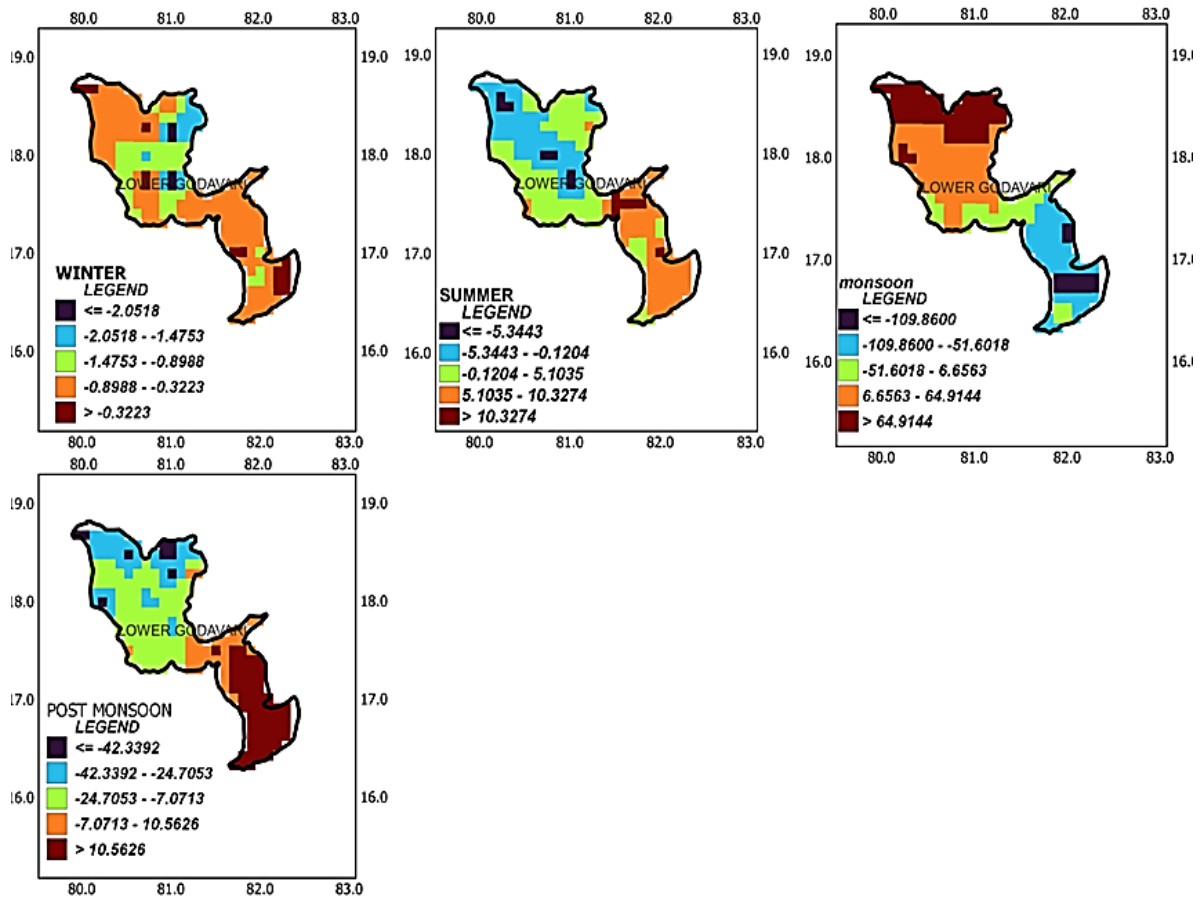 80.0 81.0 82.0 83.0
19.0 19.0
18.0 18.0
LOWER GODAVARI
17.0 17.0
WINTER
LEGEND
<= -2.0518
-2.0518 - -1.4753
-1.4753 - -0.8988
-0.8988 - -0.3223
> -0.3223
16.0 16.0
80.0 81.0 82.0 83.0
80.0 81.0 82.0 83.0
19.0 19.0
18.0 18.0
LOWER GODAVARI
17.0 17.0
SUMMER
LEGEND
<= -5.3443
-5.3443 - -0.1204
-0.1204 - 5.1035
5.1035 - 10.3274
> 10.3274
16.0 16.0
80.0 81.0 82.0 83.0
80.0 81.0 82.0 83.0
19.0 19.0
18.0 18.0
LOWER GODAVARI
17.0 17.0
monsoon
LEGEND
<= -109.8600
-109.8600 - -51.6018
-51.6018 - 6.6563
6.6563 - 64.9144
> 64.9144
16.0 16.0
80.0 81.0 82.0 83.0
80.0 81.0 82.0 83.0
19.0 19.0
18.0 18.0
LOWER GODAVARI
17.0 17.0
POST MONSOON
LEGEND
<= -42.3392
-42.3392 - -24.7053
-24.7053 - -7.0713
-7.0713 - 10.5626
> 10.5626
16.0 16.0
80.0 81.0 82.0 83.0